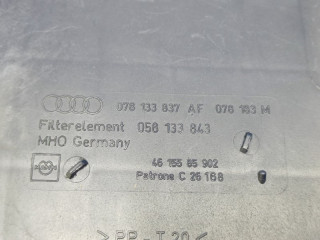 078 133 837 AF 078 183 M
Filterelement 058 133 843
MHO Germany
46 155 85 902
Patrone C 26 168
> PP - T 20 <